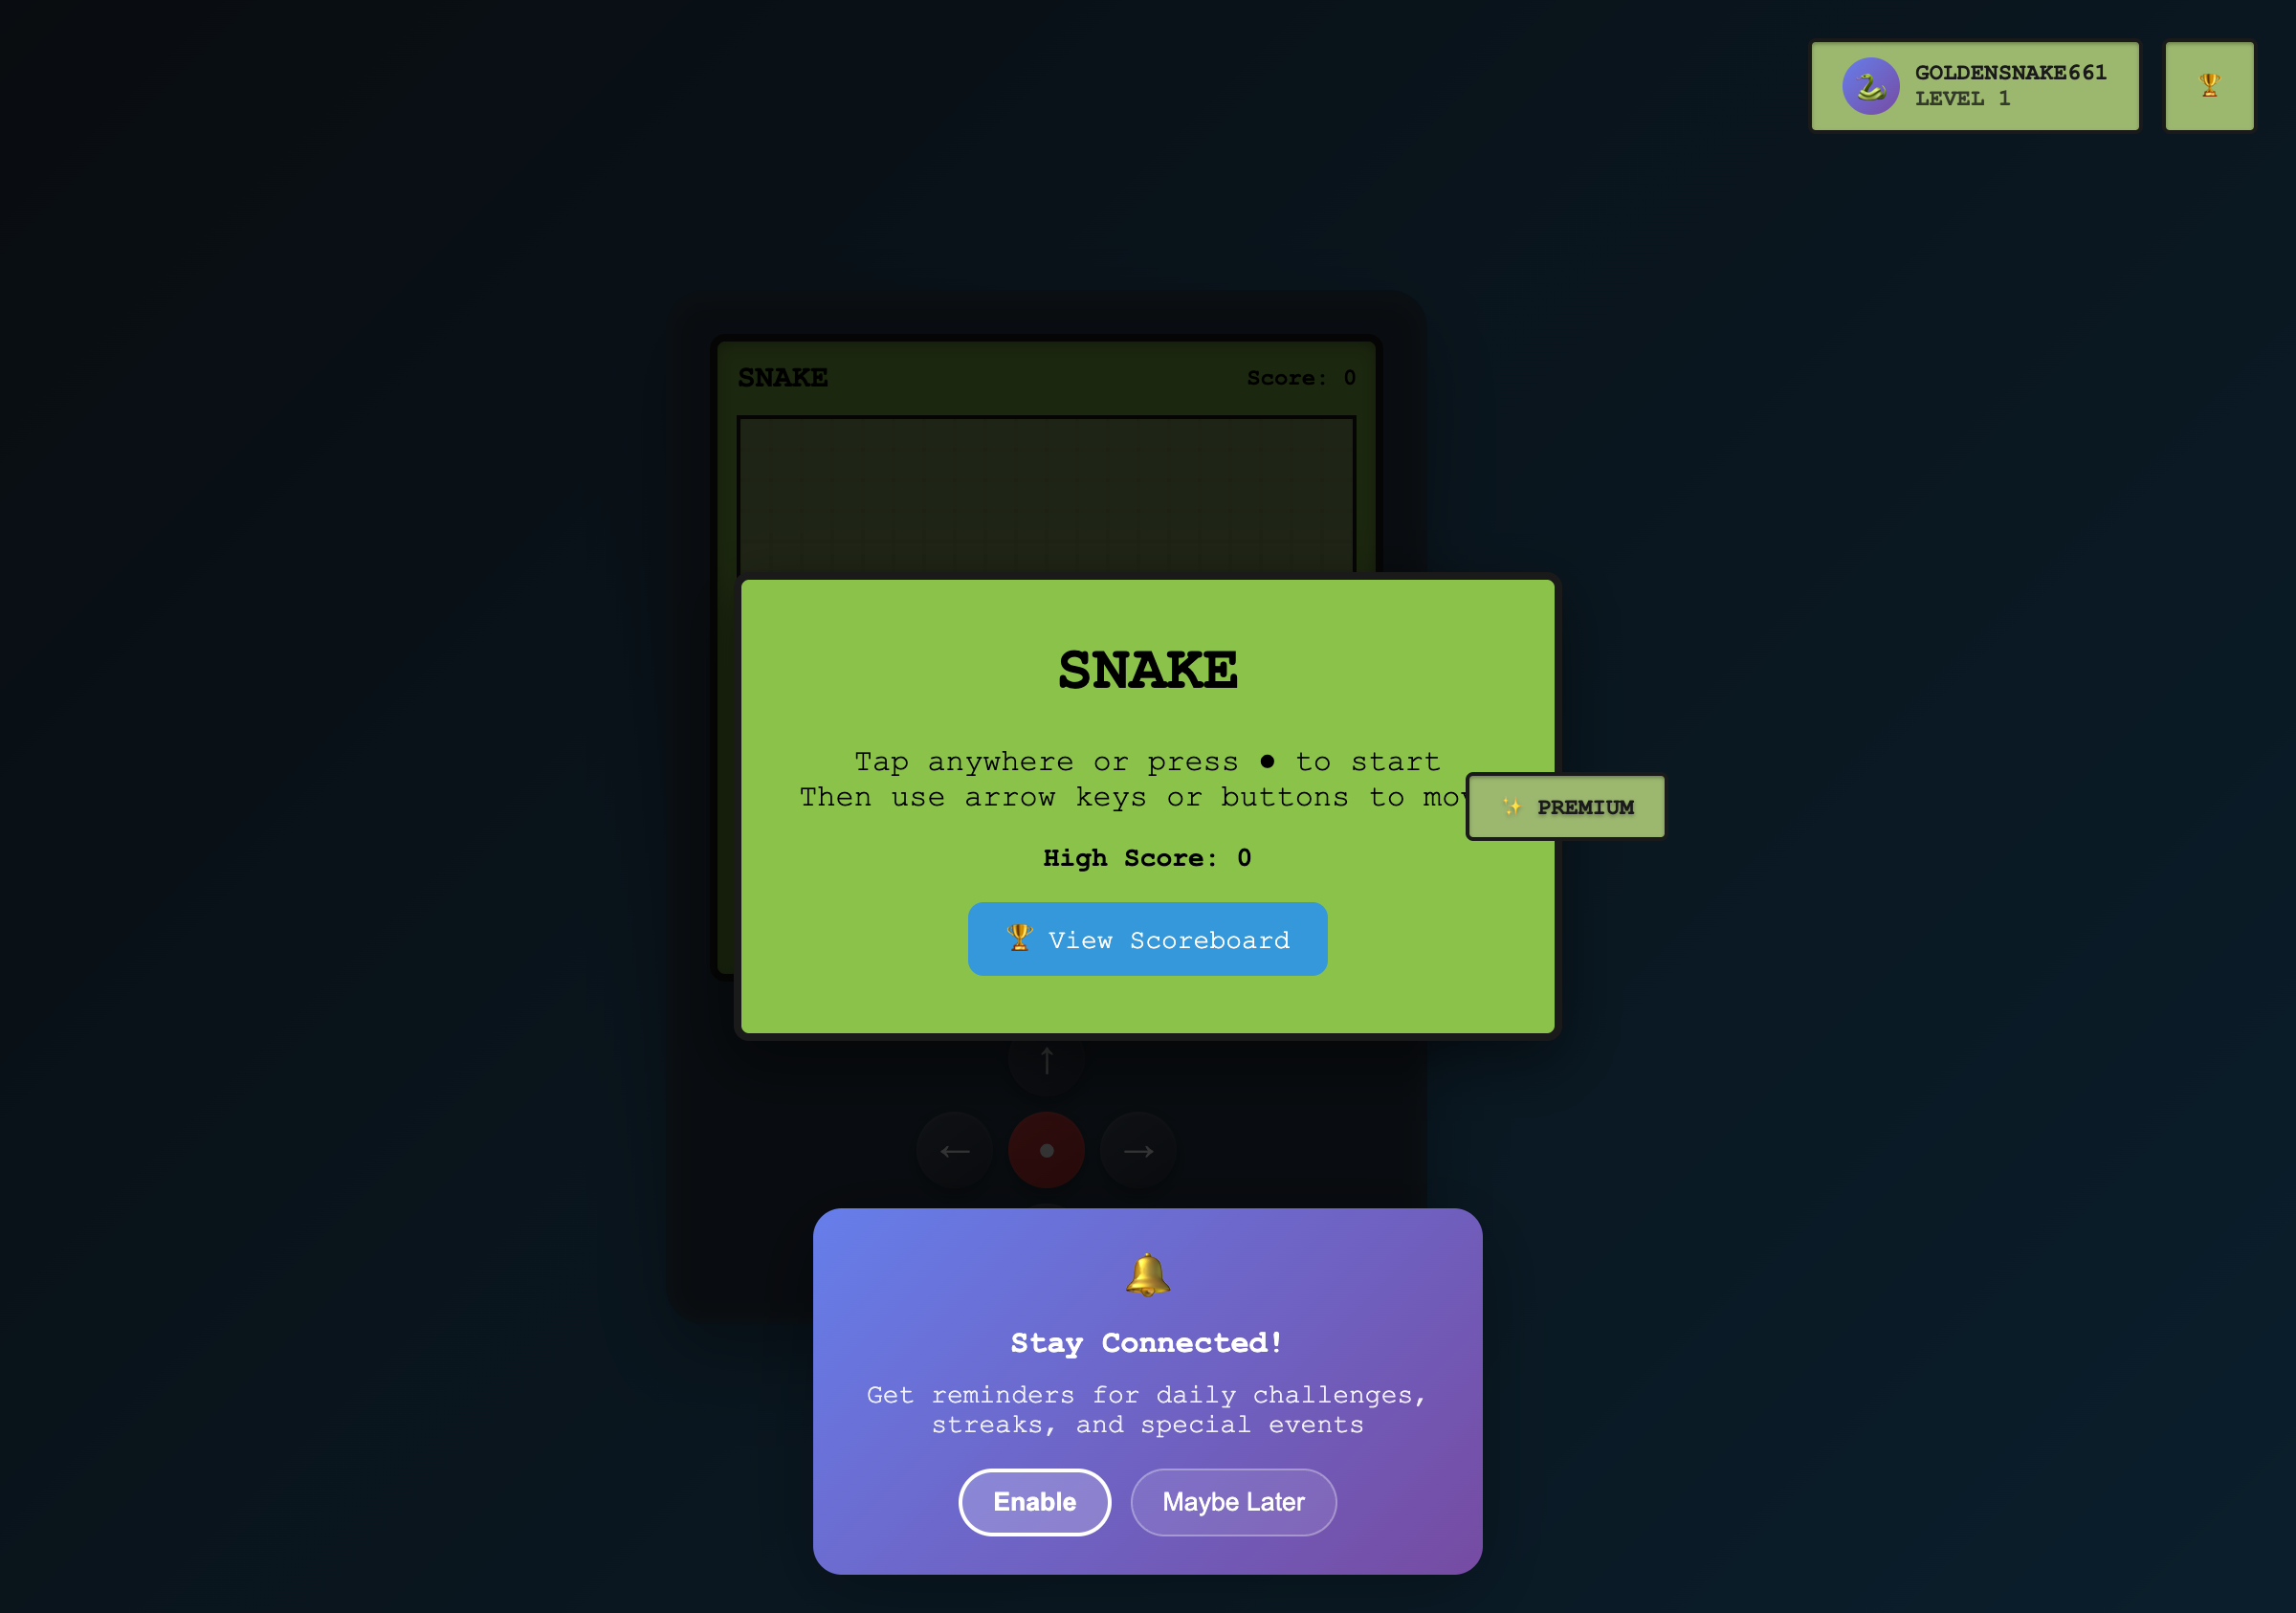 GOLDENSNAKE661
LEVEL 1
SNAKE
Score: 0
SNAKE
Tap anywhere or press ● to start
Then use arrow keys or buttons to
✨ PREMIUM
High Score: 0
🏆 View Scoreboard
↑
← ● →
Stay Connected!
Get reminders for daily challenges,
streaks, and special events
Enable
Maybe Later